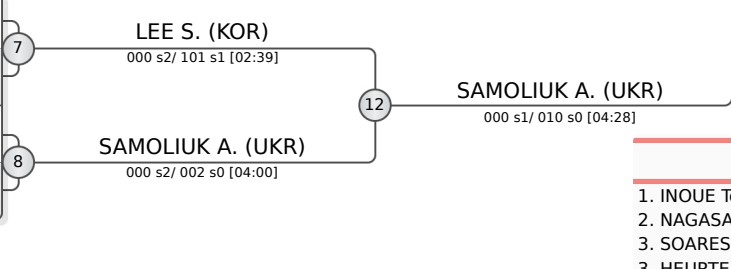 LEE S. (KOR)
7
000 s2/ 101 s1 [02:39]
SAMOLIUK A. (UKR)
12
000 s1/ 010 s0 [04:28]
SAMOLIUK A. (UKR)
8
000 s2/ 002 s0 [04:00]
1. INOUE
2. NAGASA
3. SOARES